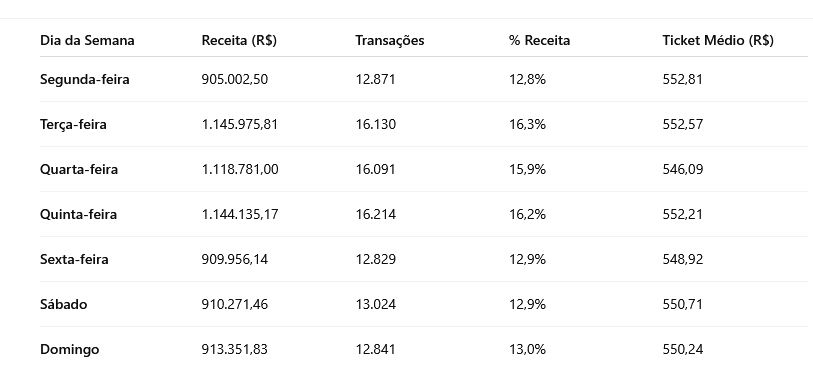 Dia da Semana Receita (R$) Transações % Receita Ticket Médio (R$)
Segunda-feira 905.002,50 12.871 12,8% 552,81
Terça-feira 1.145.975,81 16.130 16,3% 552,57
Quarta-feira 1.118.781,00 16.091 15,9% 546,09
Quinta-feira 1.144.135,17 16.214 16,2% 552,21
Sexta-feira 909.956,14 12.829 12,9% 548,92
Sábado 910.271,46 13.024 12,9% 550,71
Domingo 913.351,83 12.841 13,0% 550,24